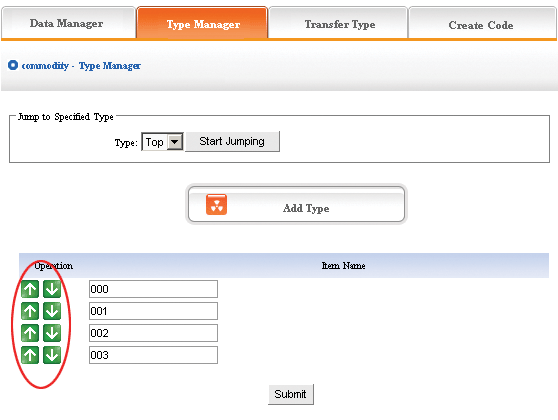 Data Manager Type Manager Transfer Type Create Code
commodity - Type Manager
Jump to Specified Type
Type: Top Start Jumping
Add Type
Operation Item Name
000
001
002
003
Submit